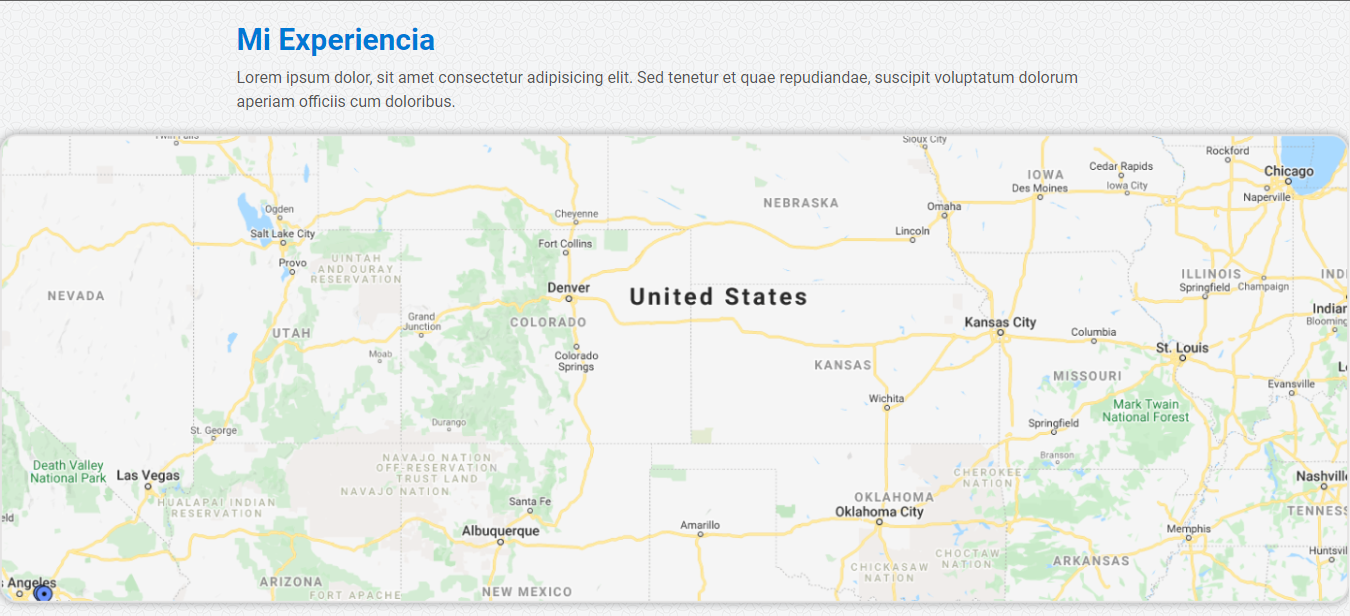 Mi Experiencia
Lorem ipsum dolor, sit amet consectetur adipisicing elit. Sed tenetur et quae repudiandae, suscipit voluptatum dolorum
aperiam officiis cum doloribus.
Sioux City
Rockford
Chicago
Cedar Rapids
IOWA
Des Moines
Iowa City
Naperville
NEBRASKA
Omaha
Ogden
Cheyenne
Lincoln
Salt Lake City
Fort Collins
Provo
UINTAH
AND OURAY
RESERVATION
ILLINOIS
Springfield
Champaign
IND
NEVADA
Denver
United States
Indiar
Blooming
Grand
Junction
COLORADO
Kansas City
Columbia
UTAH
St. Louis
Moab
Colorado
Springs
KANSAS
MISSOURI
Evansville
Wichita
Mark Twain
National Forest
St. George
Durango
Springfield
Branson
NAVAJO NATION
OFF-RESERVATION
TRUST LAND
Death Valley
National Park
Las Vegas
CHEROKEE
NATION
Nashville
NAVAJO NATION
HUALAPAI INDIAN
RESERVATION
Santa Fe
OKLAHOMA
Oklahoma City
TENNESS
eld
Albuquerque
Amarillo
Memphis
Huntsvil
CHOCTAW
NATION
ARKANSAS
CHICKASAW
NATION
Angeles
ARIZONA
FORT APACHE
NEW MEXICO